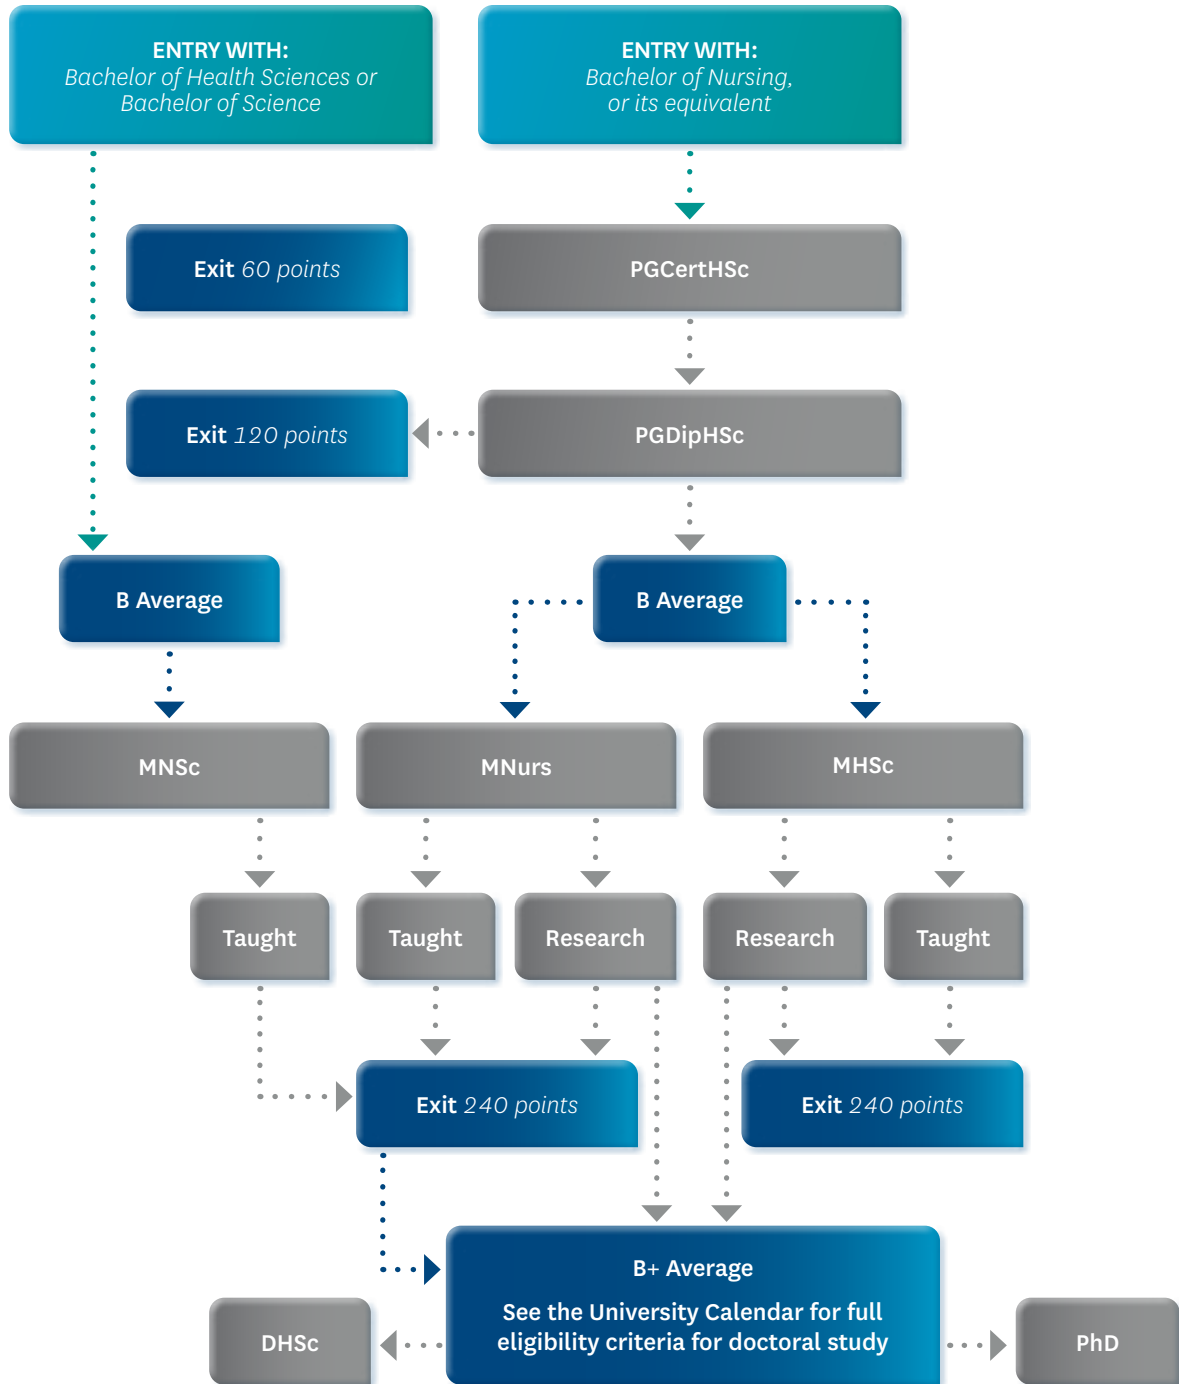 ENTRY WITH:
Bachelor of Health Sciences or
Bachelor of Science
ENTRY WITH:
Bachelor of Nursing,
or its equivalent
Exit 60 points
PGCertHSc
Exit 120 points
PGDipHSc
B Average
B Average
MNSc
MNurs
MHSc
Taught
Taught
Research
Research
Taught
Exit 240 points
Exit 240 points
B+ Average
See the University Calendar for full
eligibility criteria for doctoral study
DHSc
PhD